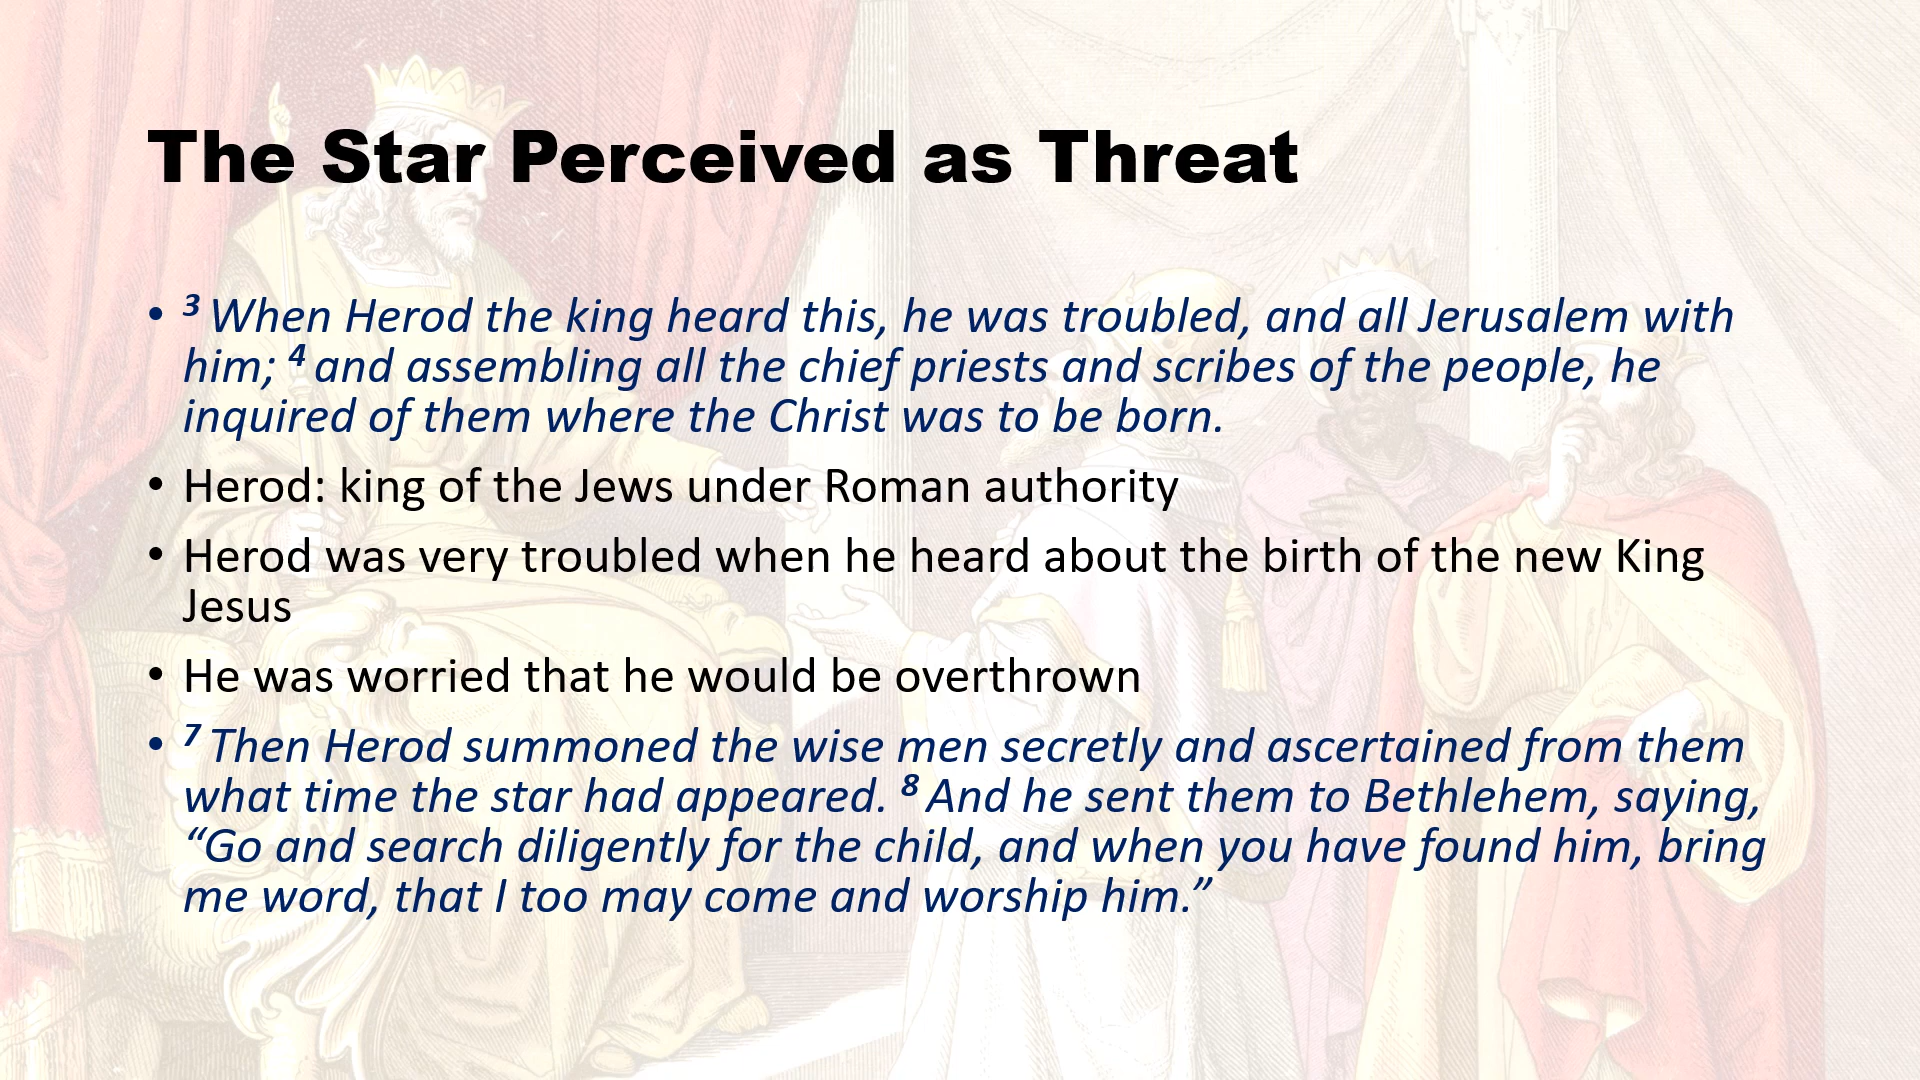 The Star Perceived as Threat
• ³ When Herod the king heard this, he was troubled, and all Jerusalem with
him; ⁴ and assembling all the chief priests and scribes of the people, he
inquired of them where the Christ was to be born.
• Herod: king of the Jews under Roman authority
• Herod was very troubled when he heard about the birth of the new King
Jesus
• He was worried that he would be overthrown
• ⁷ Then Herod summoned the wise men secretly and ascertained from them
what time the star had appeared. ⁸ And he sent them to Bethlehem, saying,
“Go and search diligently for the child, and when you have found him, bring
me word, that I too may come and worship him.”